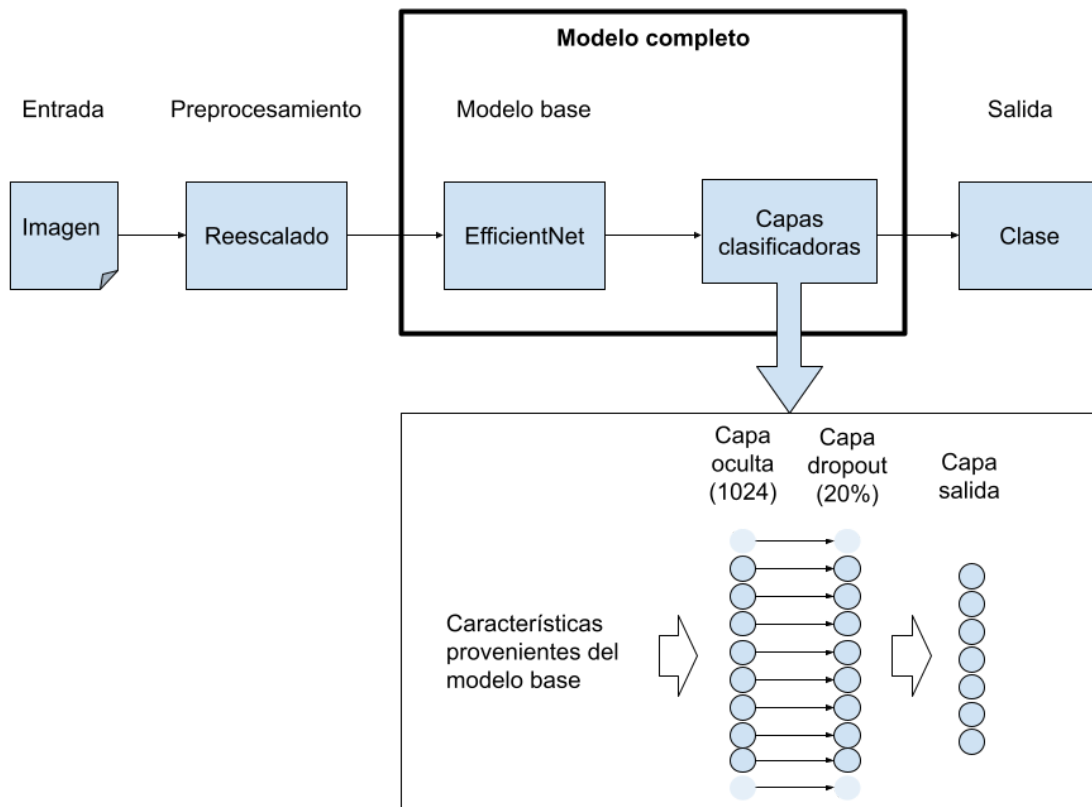 Modelo completo
Entrada
Preprocesamiento
Modelo base
Salida
Imagen
Reescalado
EfficientNet
Capas
clasificadoras
Clase
Capa
oculta
(1024)
Capa
dropout
(20%)
Capa
salida
Características
provenientes del
modelo base